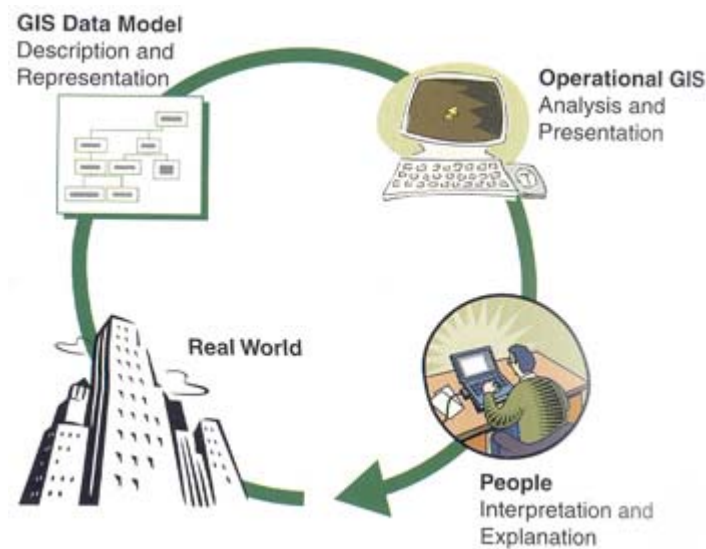 GIS Data Model
Description and
Representation
Operational GIS
Analysis and
Presentation
Real World
People
Interpretation and
Explanation